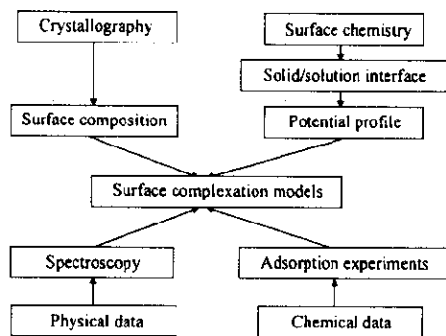 Crystallography
Surface chemistry
Solid/solution interface
Surface composition
Potential profile
Surface complexation models
Spectroscopy
Adsorption experiments
Physical data
Chemical data